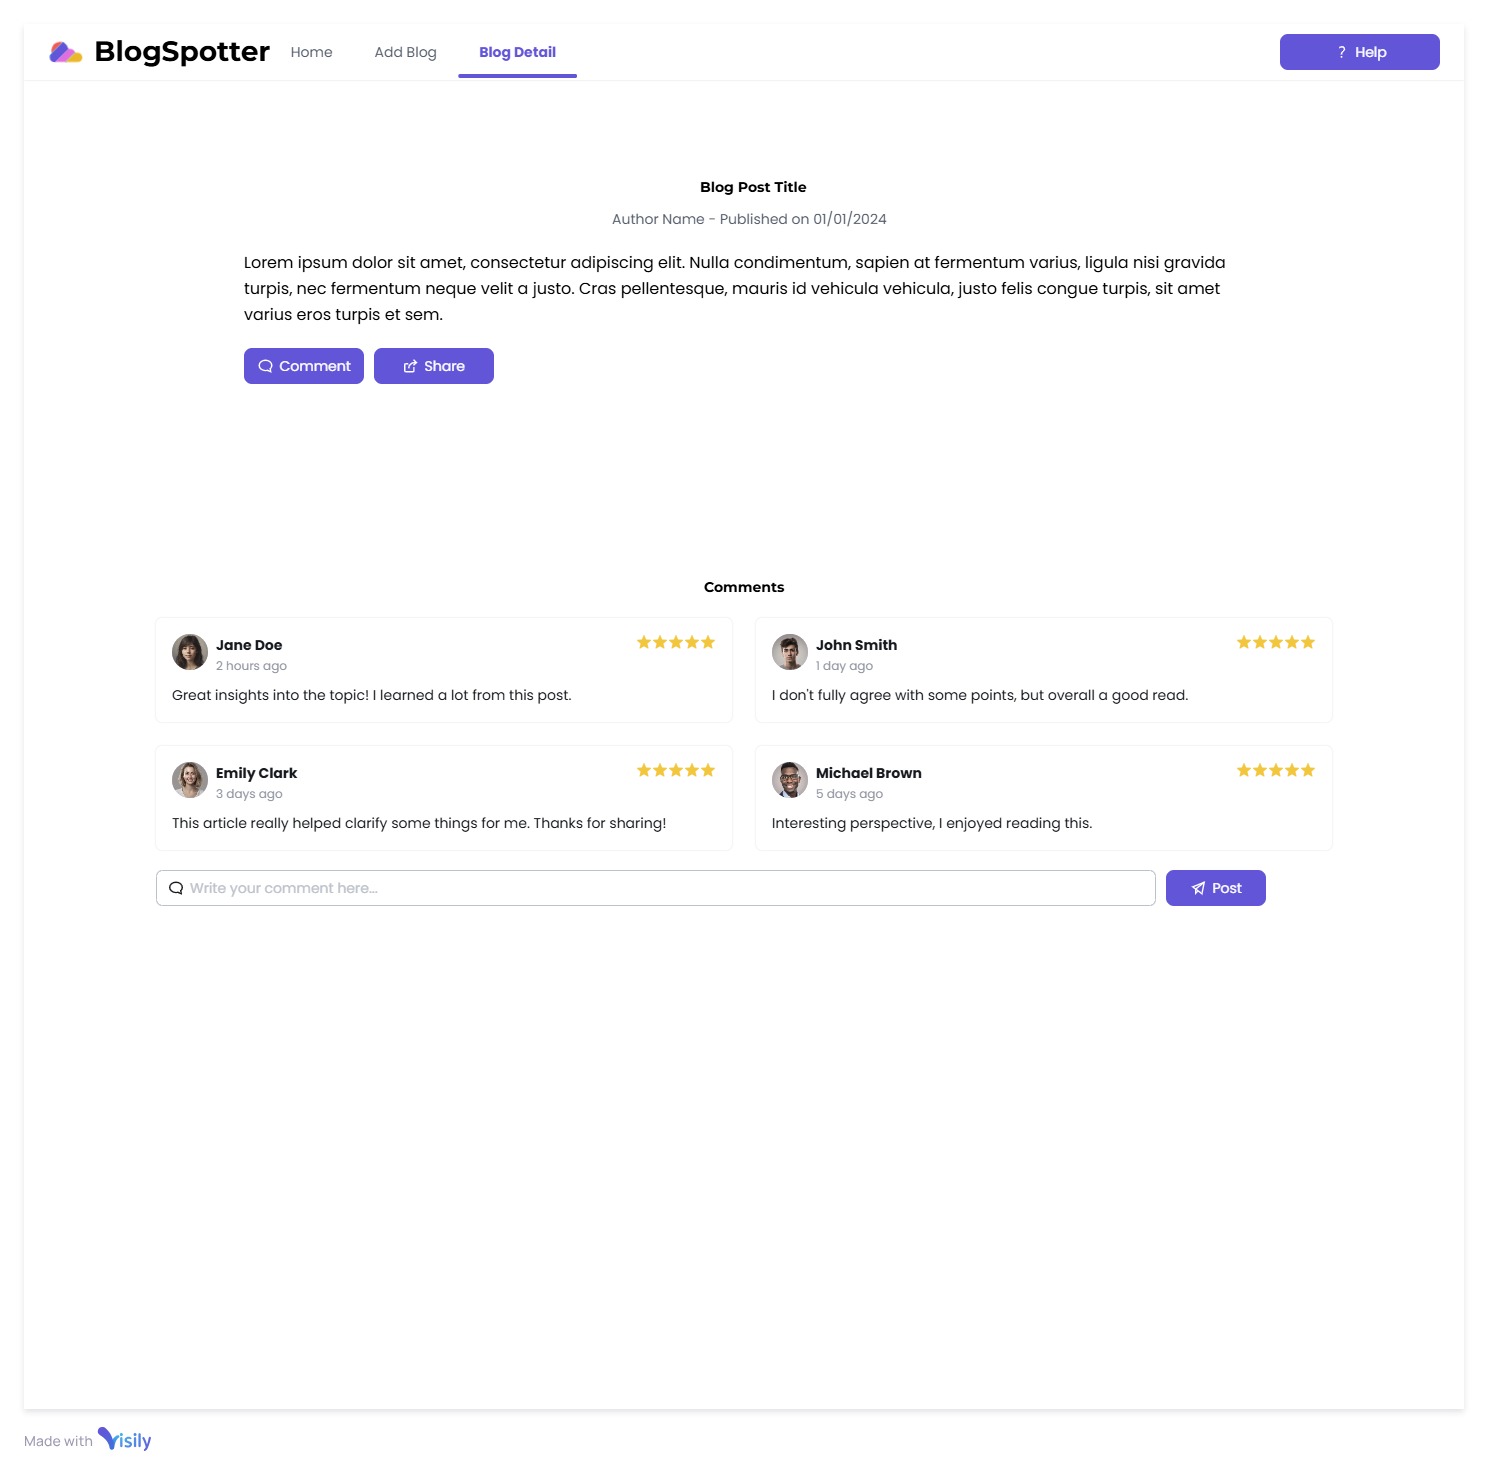 BlogSpotter Home Add Blog Blog Detail ? Help
Blog Post Title
Author Name - Published on 01/01/2024
Lorem ipsum dolor sit amet, consectetur adipiscing elit. Nulla condimentum, sapien at fermentum varius, ligula nisi gravida
turpis, nec fermentum neque velit a justo. Cras pellentesque, mauris id vehicula vehicula, justo felis congue turpis, sit amet
varius eros turpis et sem.
Comment Share
Comments
Jane Doe
2 hours ago
Great insights into the topic! I learned a lot from this post.
John Smith
1 day ago
I don't fully agree with some points, but overall a good read.
Emily Clark
3 days ago
This article really helped clarify some things for me. Thanks for sharing!
Michael Brown
5 days ago
Interesting perspective, I enjoyed reading this.
Write your comment here... Post
Made with Visily